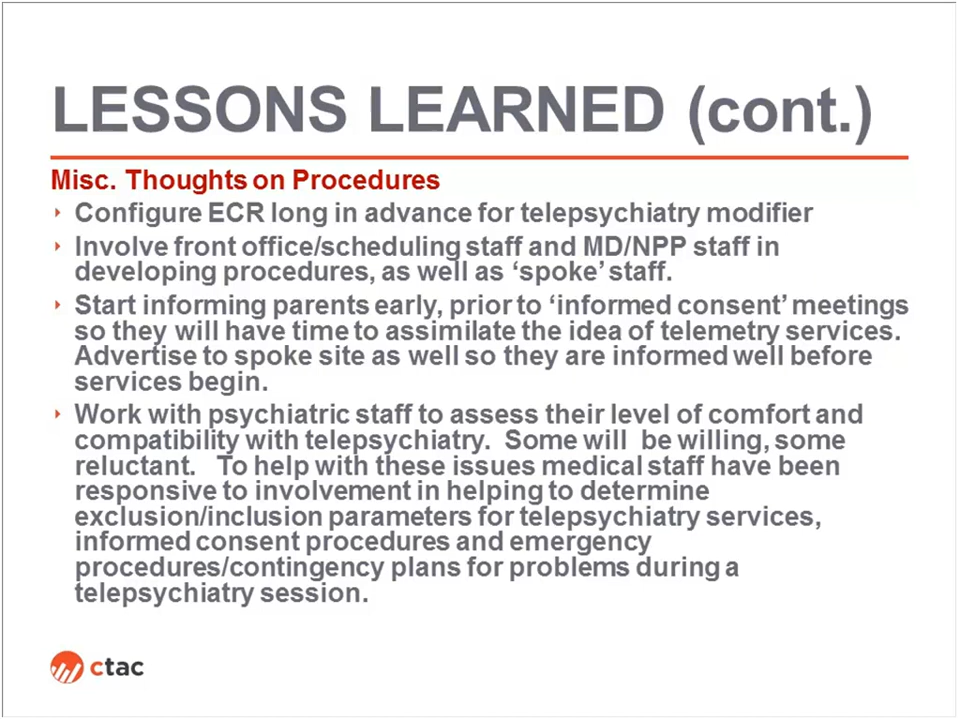 LESSONS LEARNED (cont.)
Misc. Thoughts on Procedures
Configure ECR long in advance for telepsychiatry modifier
Involve front office/scheduling staff and MD/NPP staff in
developing procedures, as well as ‘spoke’ staff.
Start informing parents early, prior to ‘informed consent’ meetings
so they will have time to assimilate the idea of telemetry services.
Advertise to spoke site as well so they are informed well before
services begin.
Work with psychiatric staff to assess their level of comfort and
compatibility with telepsychiatry. Some will be willing, some
reluctant. To help with these issues medical staff have been
responsive to involvement in helping to determine
exclusion/inclusion parameters for telepsychiatry services,
informed consent procedures and emergency
procedures/contingency plans for problems during a
telepsychiatry session.
ctac